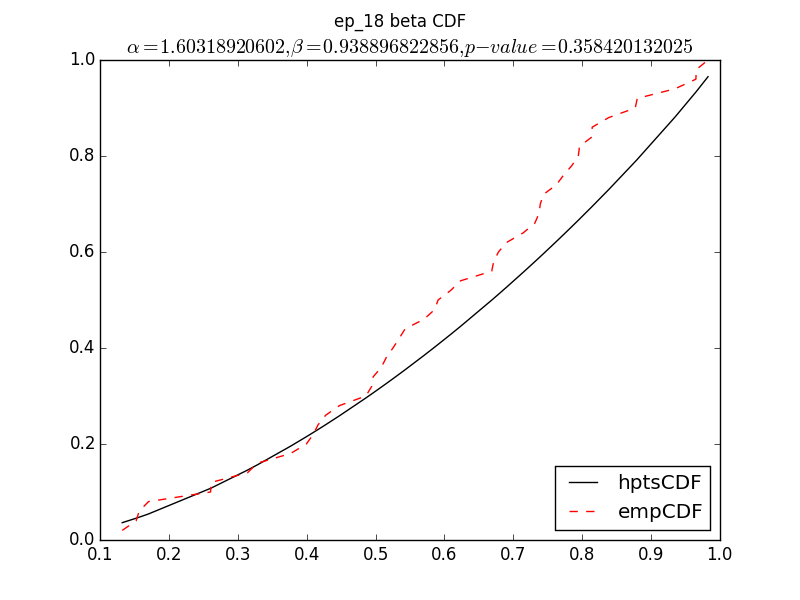 ep_18 beta CDF
α=1.60318920602,β=0.938896822856,p−value=0.358420132025
1.0
0.8
0.6
0.4
0.2
0.0
0.1 0.2 0.3 0.4 0.5 0.6 0.7 0.8 0.9 1.0
hptsCDF
empCDF